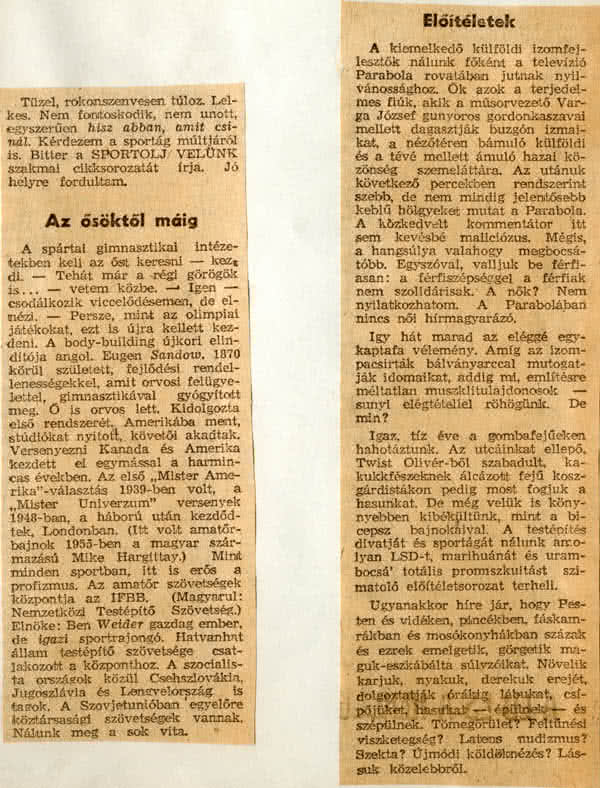 Tüzel, rokonszenvesen túloz. Lel-
kes. Nem fontoskodik, nem unott,
egyszerűen hisz abban, amit csi-
nál. Kérdezem a sportág múltjáról
is. Bitter a SPORTOLJ VELÜNK
szakmai cikksorozatát írja. Jó
helyre fordultam.
Az ősöktől máig
A spártai gimnasztikai intéze-
tekben kell az őst keresni — kez-
di. — Tehát már a régi görögök
is... — vetem közbe. — Igen —
csodálkozik viccelődésemen, de el-
nézi. — Persze, mint az olimpiai
játékokat, ezt is újra kellett kez-
deni. A body-building újkori elin-
dítója angol. Eugen Sandow. 1870
körül született, fejlődési rendel-
lenességekkel, amit orvosi felügye-
lettel, gimnasztikával gyógyított
meg. Ő is orvos lett. Kidolgozta
első rendszerét. Amerikába ment,
stúdiókat nyitott, követői akadtak.
Versenyezni Kanada és Amerika
kezdett el egymással a harmin-
cas években. Az első „Mister Ame-
rika"-választás 1939-ben volt, a
„Mister Univerzum" versenyek
1948-ban, a háború után kezdőd-
tek, Londonban. (Itt volt amatőr-
bajnok 1955-ben a magyar szár-
mazású Mike Hargittay.) Mint
minden sportban, itt is erős a
profizmus. Az amatőr szövetségek
központja az IFBB. (Magyarul:
Nemzetközi Testépítő Szövetség.)
Elnöke: Ben Weider gazdag ember,
de igazi sportrajongó. Hatvanhat
állam testépítő szövetsége csat-
lakozott a központhoz. A szocialis-
ta országok közül Csehszlovákia,
Jugoszlávia és Lengyelország is
tagok. A Szovjetunióban egyelőre
köztársasági szövetségek vannak.
Nálunk meg a sok vita.
Előítéletek
A kiemelkedő külföldi izomfej-
lesztők nálunk főként a televízió
Parabola rovatában jutnak nyil-
vánossághoz. Ők azok a terjedel-
mes fiúk, akik a műsorvezető Var-
ga József gunyoros gordonkaszavai
mellett dagasztják buzgón izmai-
kat, a nézőtéren bámuló külföldi
és a tévé mellett ámuló hazai kö-
zönség szemeláttára. Az utánuk
következő percekben rendszerint
szebb, de nem mindig jelentősebb
keblű hölgyeket mutat a Parabola.
A közkedvelt kommentátor itt
sem kevésbé maliciózus. Mégis,
a hangsúlya valahogy megbocsá-
tóbb. Egyszóval, valljuk be férfi-
asan: a férfiszépséggel a férfiak
nem szolidárisak. A nők? Nem
nyilatkozhatom. A Parabolában
nincs női hírmagyarázó.
Így hát marad az eléggé egy-
kaptafa vélemény. Amíg az izom-
pacsirták bálványarccal mutogat-
ják idomaikat, addig mi, említésre
méltatlan muszklitulajdonosok —
sunyi elégtétellel röhögünk. De
min?
Igaz, tíz éve a gombafejűeken
hahotáztunk. Az utcáinkat ellepő,
Twist Olivér-ből szabadult, ka-
kukkfészeknek álcázott fejű kosz-
gárdistákon pedig most fogjuk a
hasunkat. De még velük is köny-
nyebben kibékültünk, mint a bi-
cepsz bajnokaival. A testépítés
divatját és sportágát nálunk amo-
lyan LSD-t, marihuánát és uram-
bocsá' totális promiszkuitást szi-
matoló előítéletsorozat terheli.
Ugyanakkor híre jár, hogy Pes-
ten és vidéken, pincékben, fáskam-
rákban és mosókonyhákban százak
és ezrek emelgetik, görgetik ma-
guk-eszkábálta súlyzóikat. Növelik
karjuk, nyakuk, derekuk erejét,
dolgoztatják órákig lábukat, csí-
pőjüket, hasukat — épülnek — és
szépülnek. Tömegőrület? Feltűnési
viszketegség? Latens nudizmus?
Szekta? Újmódi köldöknézés? Lás-
suk közelebbről.